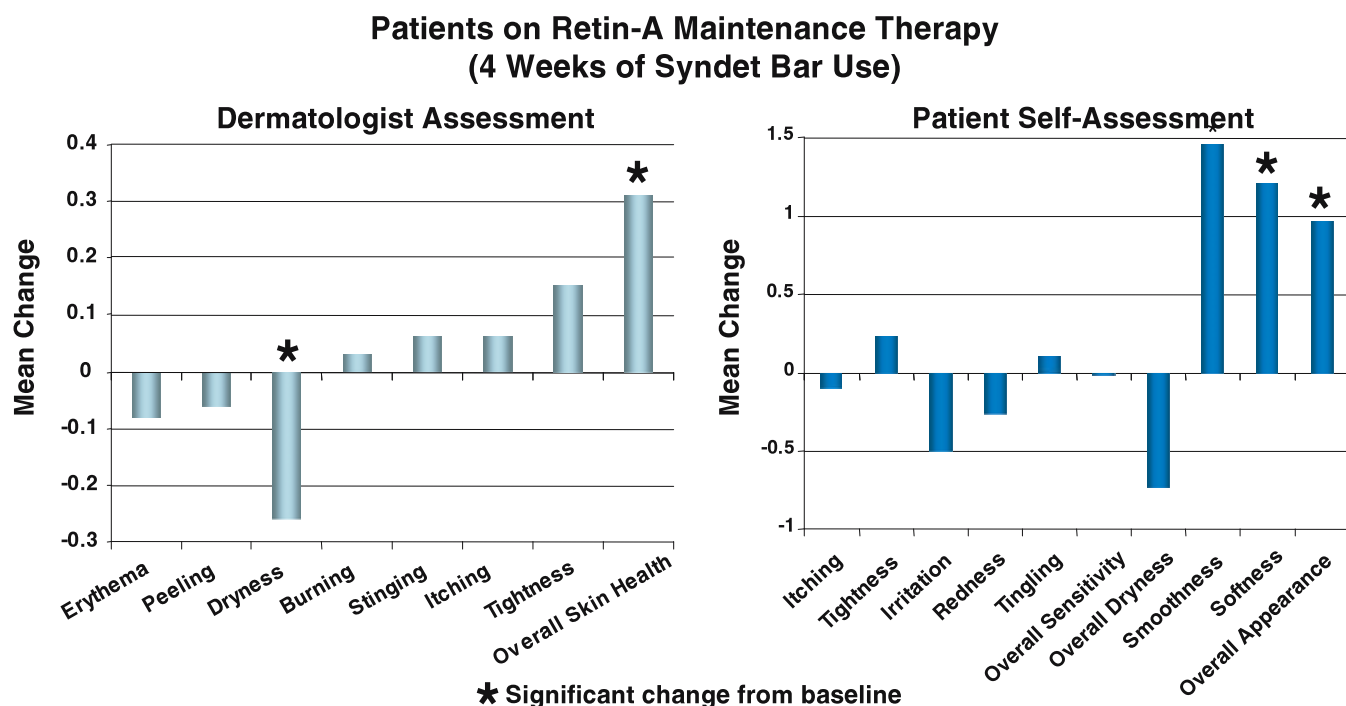 Patients on Retin-A Maintenance Therapy
(4 Weeks of Syndet Bar Use)
Dermatologist Assessment
Mean Change
0.4
0.3
0.2
0.1
0
-0.1
-0.2
-0.3
*
*
Erythema
Peeling
Dryness
Burning
Stinging
Itching
Tightness
Overall Skin Health
Patient Self-Assessment
Mean Change
1.5
1
0.5
0
-0.5
-1
*
*
*
Itching
Tightness
Irritation
Redness
Tingling
Overall Sensitivity
Overall Dryness
Smoothness
Softness
Overall Appearance
* Significant change from baseline